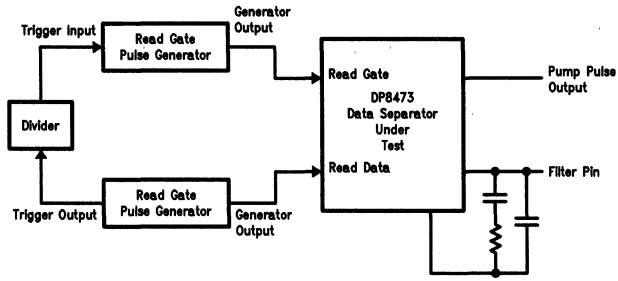 Trigger Input
Generator
Output
Read Gate
Pulse Generator
Divider
Read Gate
DP8473
Data Separator
Under
Test
Read Data
Pump Pulse
Output
Filter Pin
Trigger Output
Read Gate
Pulse Generator
Generator
Output